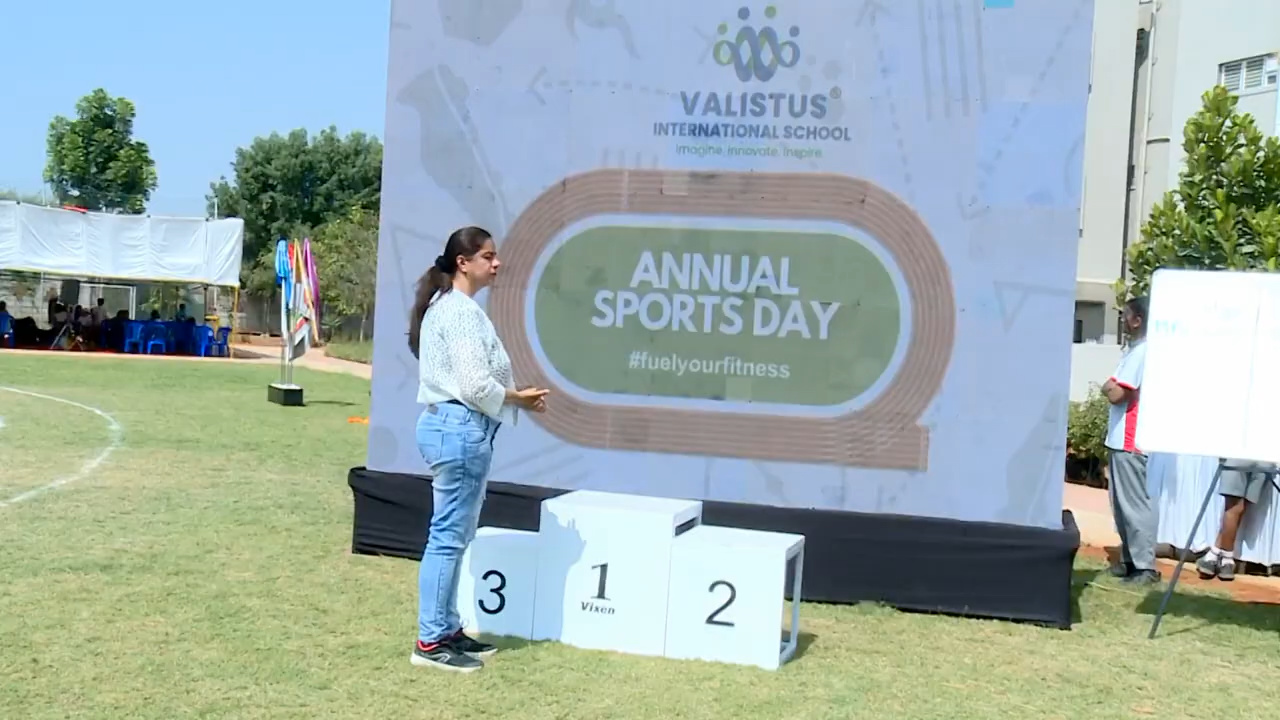 VALISTUS®
INTERNATIONAL SCHOOL
Imagine. Innovate. Inspire
ANNUAL
SPORTS DAY
#fuelyourfitness
3
1
Vixen
2